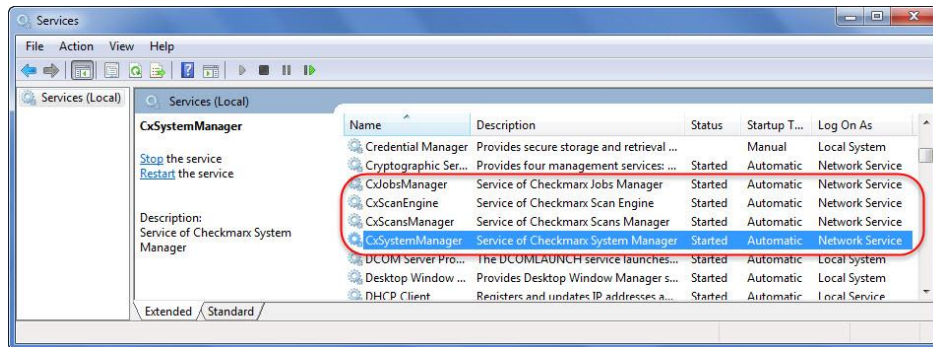 Services
File Action View Help
Services (Local)
Services (Local)
CxSystemManager
Stop the service
Restart the service
Description:
Service of Checkmarx System
Manager
Name Description Status Startup T... Log On As
Credential Manager Provides secure storage and retrieval ... Manual Local System
Cryptographic Ser... Provides four management services: ... Started Automatic Network Service
CxJobsManager Service of Checkmarx Jobs Manager Started Automatic Network Service
CxScanEngine Service of Checkmarx Scan Engine Started Automatic Network Service
CxScansManager Service of Checkmarx Scans Manager Started Automatic Network Service
CxSystemManager Service of Checkmarx System Manager Started Automatic Network Service
DCOM Server Pro... The DCOMLAUNCH service launches... Started Automatic Local System
Desktop Window ... Provides Desktop Window Manager s... Started Automatic Local System
DHCP Client Registers and updates IP addresses a... Started Automatic Local Service
Extended Standard